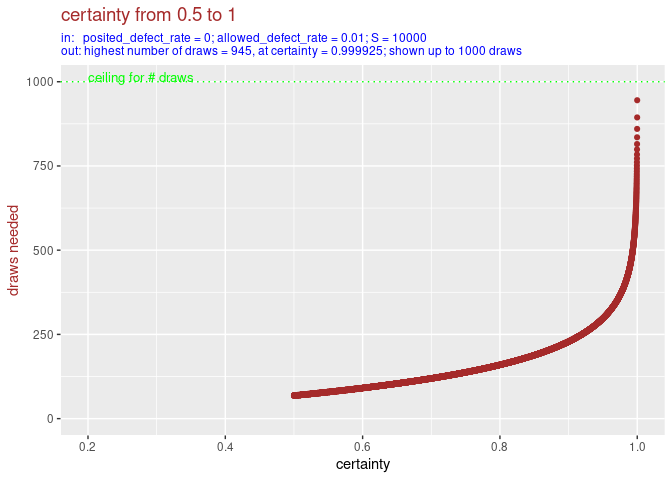 certainty from 0.5 to 1
in:  posited_defect_rate = 0; allowed_defect_rate = 0.01; S = 10000
out: highest number of draws = 945, at certainty = 0.999925; shown up to 1000 draws
ceiling for # draws
1000
750
500
250
0
draws needed
0.2 0.4 0.6 0.8 1.0
certainty